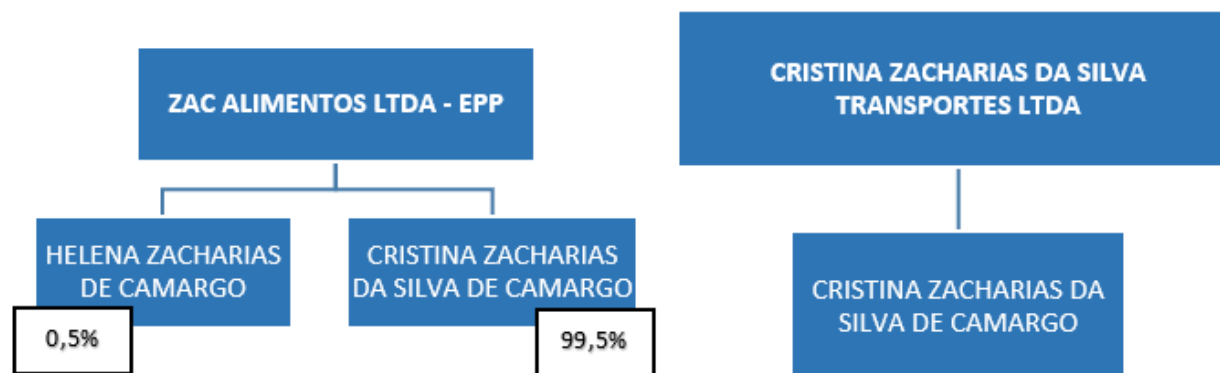 ZAC ALIMENTOS LTDA - EPP
HELENA ZACHARIAS
DE CAMARGO
0,5%
CRISTINA ZACHARIAS
DA SILVA DE CAMARGO
99,5%
CRISTINA ZACHARIAS DA SILVA
TRANSPORTES LTDA
CRISTINA ZACHARIAS DA
SILVA DE CAMARGO